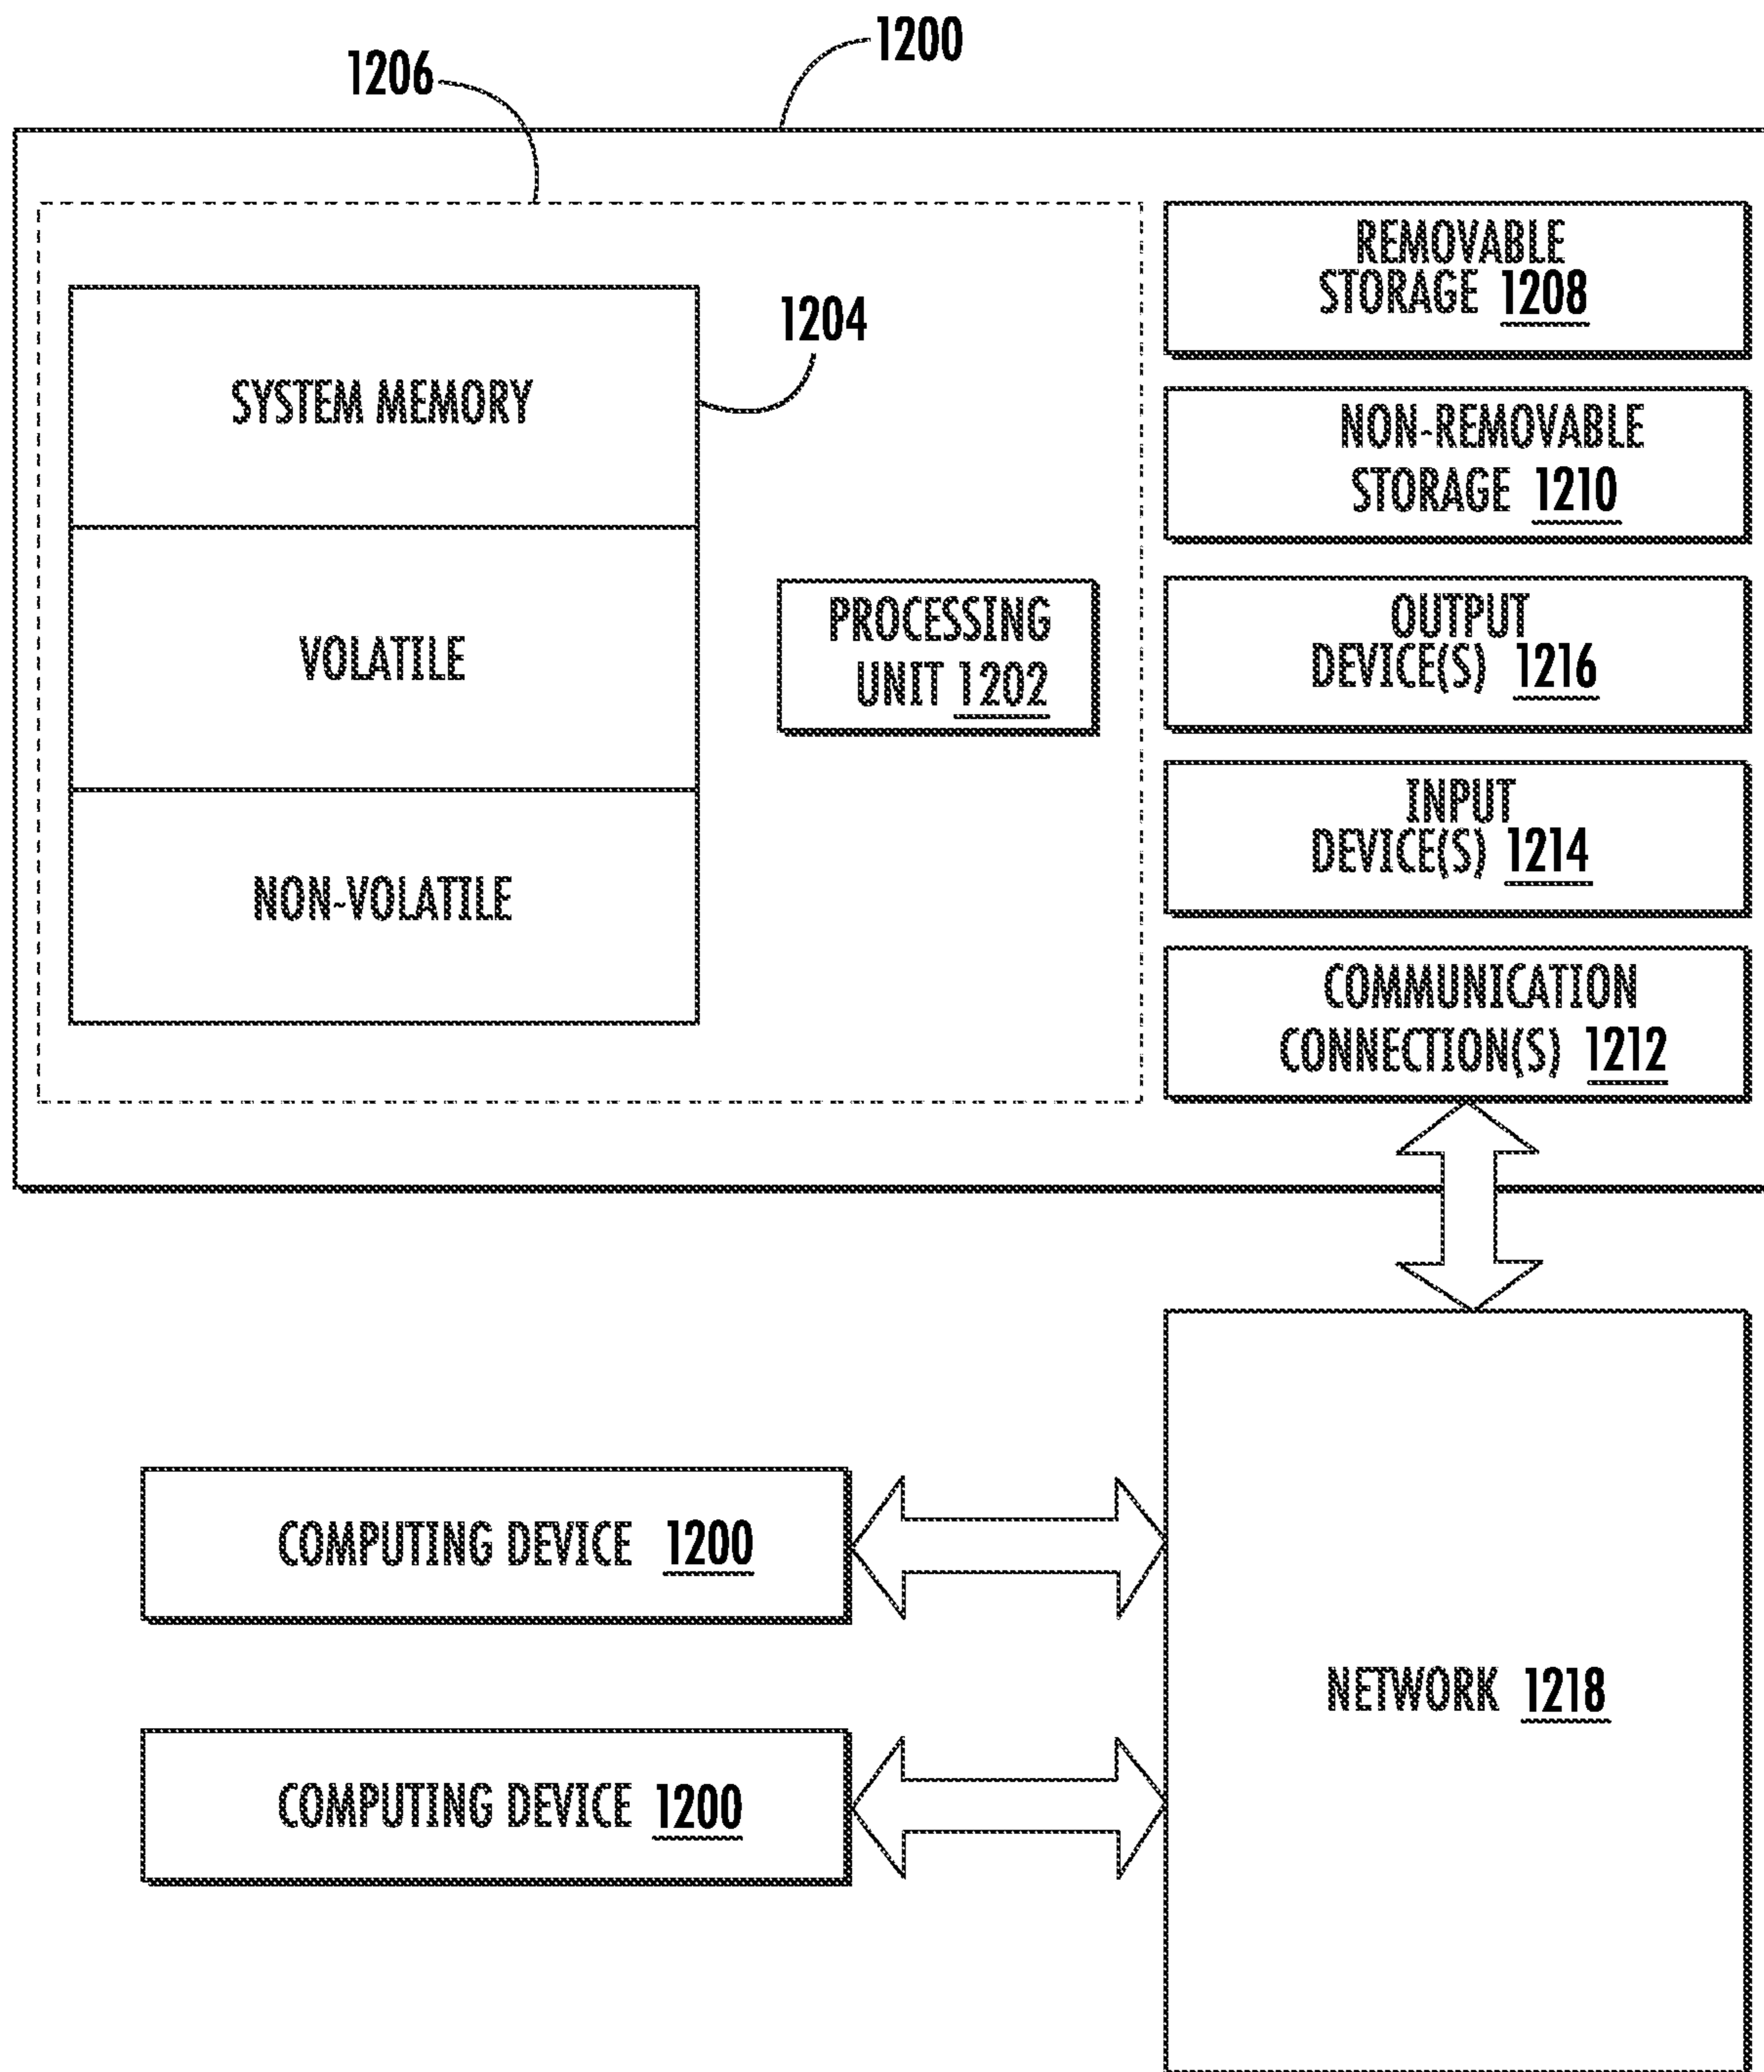 1200
1206
REMOVABLE
STORAGE 1208
1204
SYSTEM MEMORY
NON-REMOVABLE
STORAGE 1210
PROCESSING
UNIT 1202
OUTPUT
DEVICE(S) 1216
VOLATILE
INPUT
DEVICE(S) 1214
NON-VOLATILE
COMMUNICATION
CONNECTION(S) 1212
COMPUTING DEVICE 1200
NETWORK 1218
COMPUTING DEVICE 1200